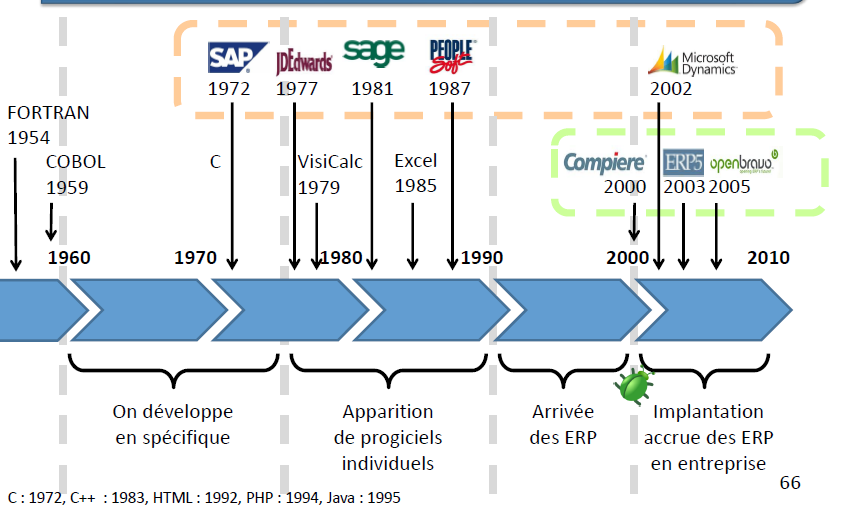 SAP
JDEdwards
sage
PEOPLE
Soft
Microsoft
Dynamics
1972
1977
1981
1987
2002
FORTRAN
1954
COBOL
1959
C
VisiCalc
1979
Excel
1985
Compiere
ERP5
openbravo
2000
2003
2005
1960
1970
1980
1990
2000
2010
On développe
en spécifique
Apparition
de progiciels
individuels
Arrivée
des ERP
Implantation
accrue des ERP
en entreprise
66
C : 1972, C++ : 1983, HTML : 1992, PHP : 1994, Java : 1995